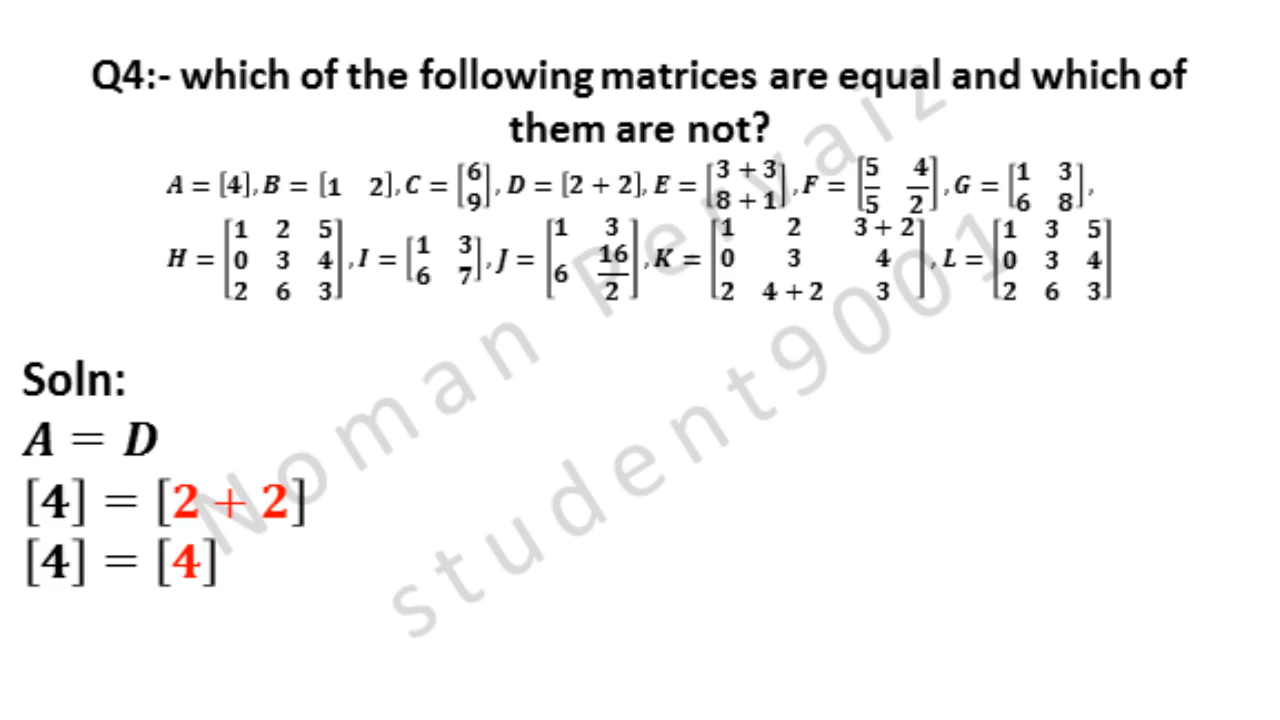 Q4:- which of the following matrices are equal and which of
them are not?
A = [4], B = [1 2], C = [6; 9], D = [2 + 2], E = [3 + 3; 8 + 1], F = [5/5 4/2], G = [1 3; 6 8],
H = [1 2 5; 0 3 4; 2 6 3], I = [1 3; 6 7], J = [1 3; 6 16/2], K = [1 2 3 + 2; 0 3 4; 2 4 + 2 3], L = [1 3 5; 0 3 4; 2 6 3]
Soln:
A = D
[4] = [2 + 2]
[4] = [4]
Noman Pervaiz
student9001